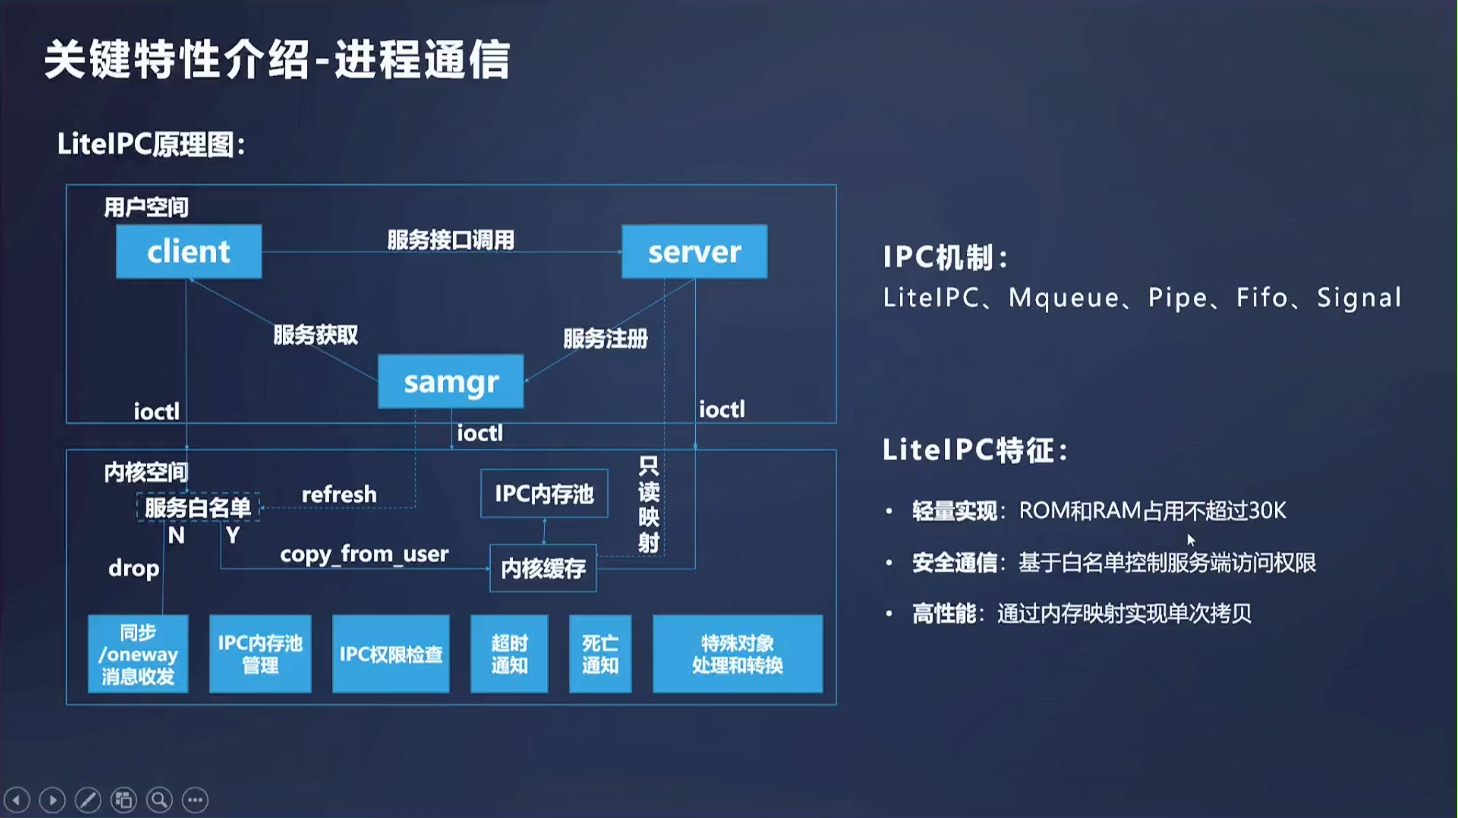 关键特性介绍-进程通信
LiteIPC原理图：
用户空间
client
服务接口调用
server
服务获取
服务注册
samgr
ioctl
ioctl
ioctl
内核空间
服务白名单
refresh
IPC内存池
只
读
映
射
N
Y
copy_from_user
drop
内核缓存
同步
/oneway
消息收发
IPC内存池
管理
IPC权限检查
超时
通知
死亡
通知
特殊对象
处理和转换
IPC机制：
LiteIPC、Mqueue、Pipe、Fifo、Signal
LiteIPC特征：
• 轻量实现：ROM和RAM占用不超过30K
• 安全通信：基于白名单控制服务端访问权限
• 高性能：通过内存映射实现单次拷贝